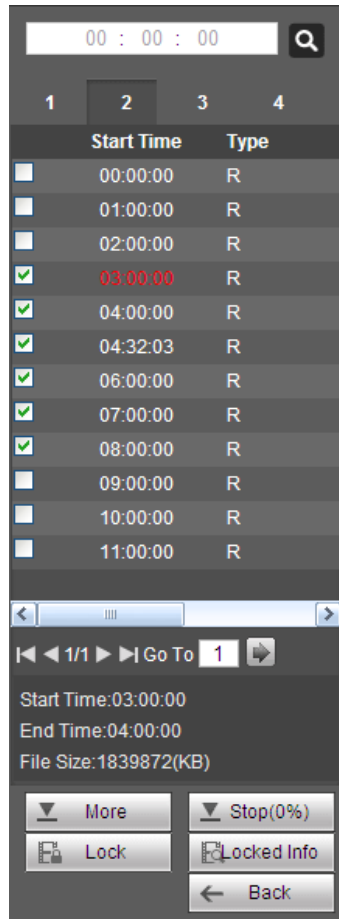 00 : 00 : 00
1 2 3 4
Start Time Type
00:00:00 R
01:00:00 R
02:00:00 R
03:00:00 R
04:00:00 R
04:32:03 R
06:00:00 R
07:00:00 R
08:00:00 R
09:00:00 R
10:00:00 R
11:00:00 R
1/1 Go To 1
Start Time:03:00:00
End Time:04:00:00
File Size:1839872(KB)
More Stop(0%)
Lock Locked Info
Back